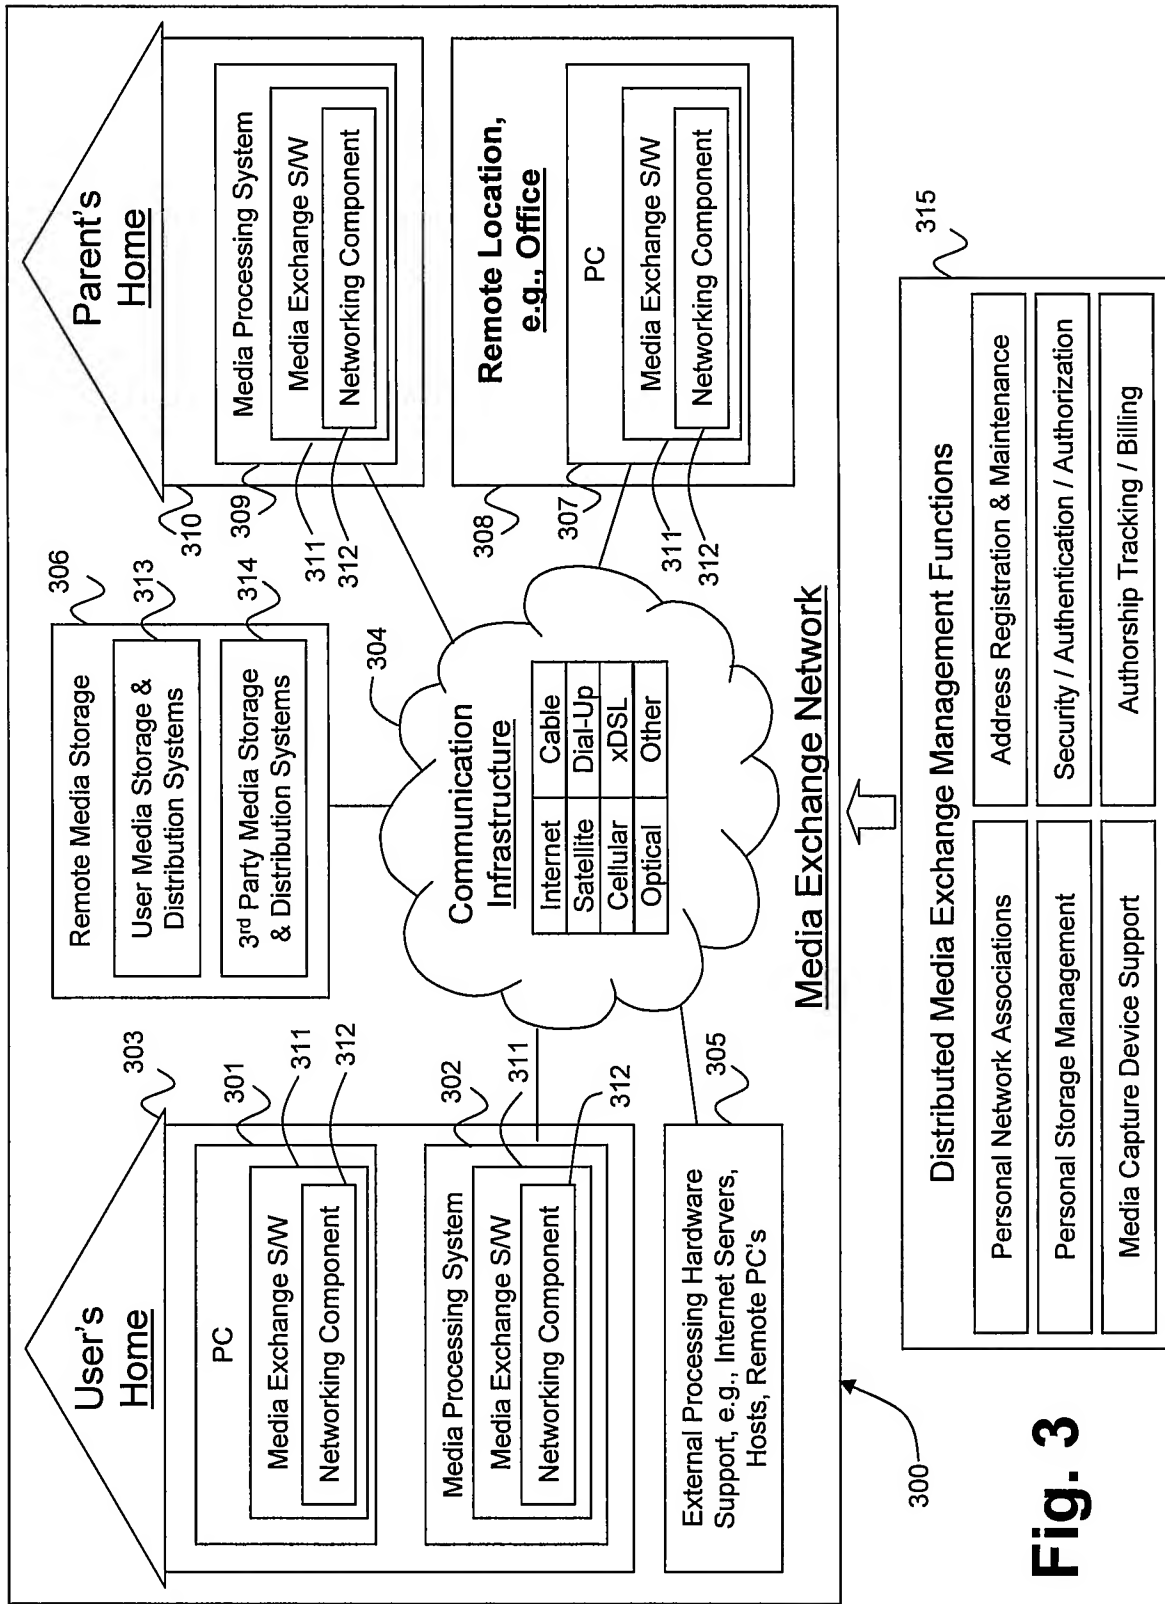 User's
Home
303
PC
301
Media Exchange S/W
311
Networking Component
312
Media Processing System
302
Media Exchange S/W
311
Networking Component
312
External Processing Hardware
Support, e.g., Internet Servers,
Hosts, Remote PC's
305
Remote Media Storage
306
User Media Storage &
Distribution Systems
313
3rd Party Media Storage
& Distribution Systems
314
304
Communication
Infrastructure
Internet Cable
Satellite Dial-Up
Cellular xDSL
Optical Other
Parent's
Home
310
Media Processing System
309
Media Exchange S/W
311
Networking Component
312
Remote Location,
e.g., Office
308
PC
307
Media Exchange S/W
311
Networking Component
312
Media Exchange Network
300
315
Distributed Media Exchange Management Functions
Personal Network Associations
Address Registration & Maintenance
Personal Storage Management
Security / Authentication / Authorization
Media Capture Device Support
Authorship Tracking / Billing
Fig. 3